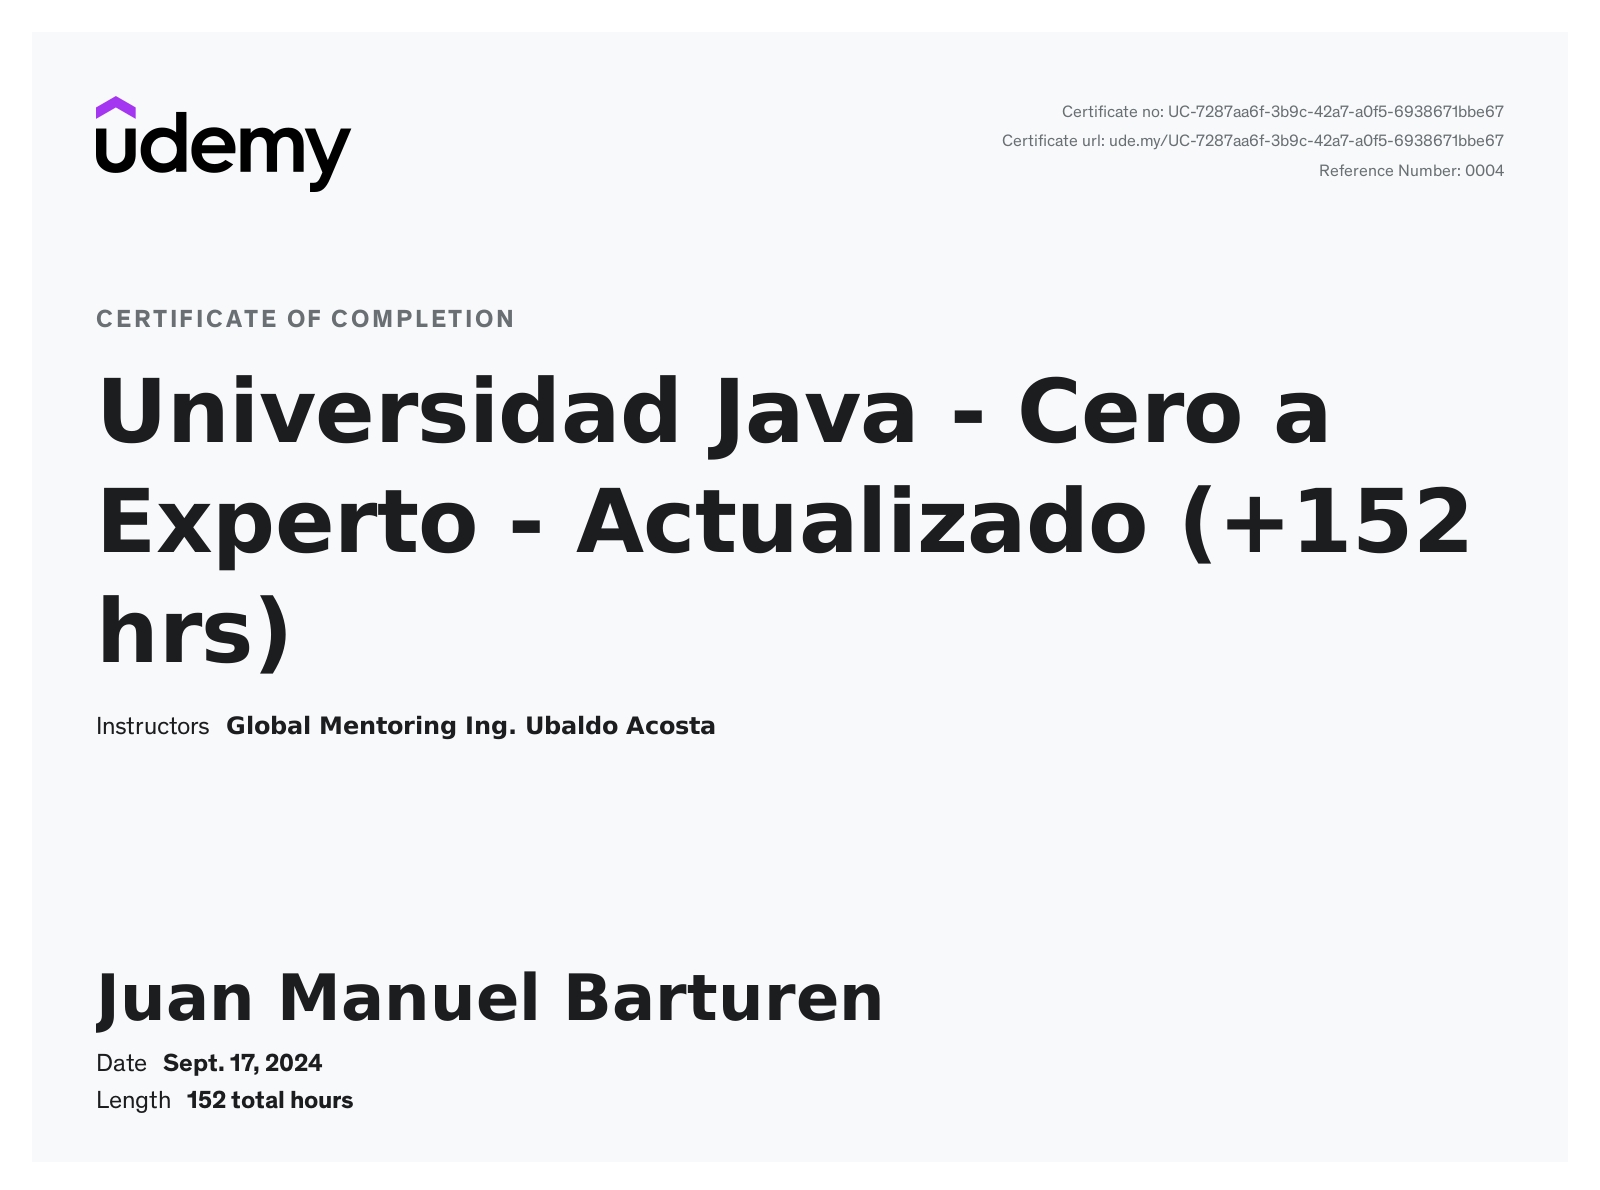 udemy
Certificate no: UC-7287aa6f-3b9c-42a7-a0f5-6938671bbe67
Certificate url: ude.my/UC-7287aa6f-3b9c-42a7-a0f5-6938671bbe67
Reference Number: 0004
CERTIFICATE OF COMPLETION
Universidad Java - Cero a
Experto - Actualizado (+152
hrs)
Instructors Global Mentoring Ing. Ubaldo Acosta
Juan Manuel Barturen
Date Sept. 17, 2024
Length 152 total hours